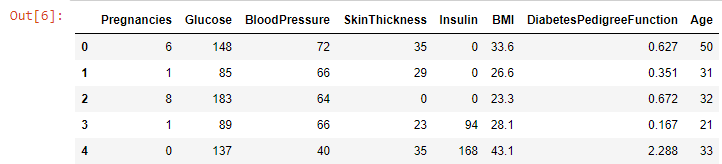 Out[6]:
Pregnancies Glucose BloodPressure SkinThickness Insulin BMI DiabetesPedigreeFunction Age
0 6 148 72 35 0 33.6 0.627 50
1 1 85 66 29 0 26.6 0.351 31
2 8 183 64 0 0 23.3 0.672 32
3 1 89 66 23 94 28.1 0.167 21
4 0 137 40 35 168 43.1 2.288 33